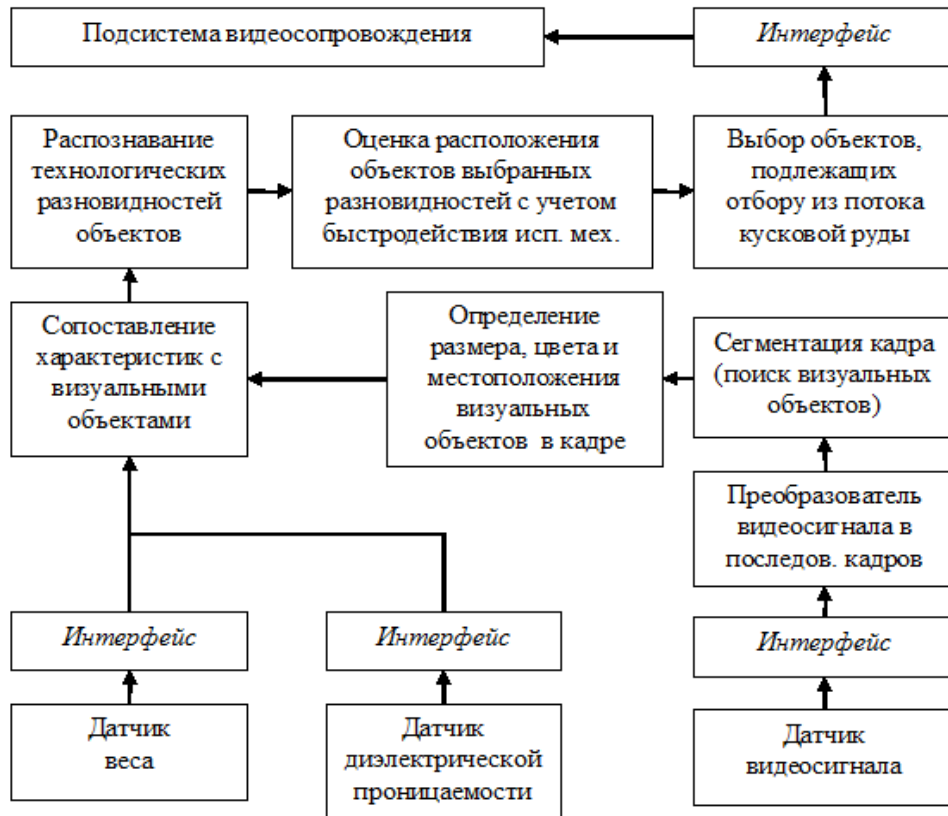 Подсистема видеосопровождения
Интерфейс
Распознавание
технологических
разновидностей
объектов
Оценка расположения
объектов выбранных
разновидностей с учетом
быстродействия исп. мех.
Выбор объектов,
подлежащих
отбору из потока
кусковой руды
Сопоставление
характеристик с
визуальными
объектами
Определение
размера, цвета и
местоположения
визуальных
объектов в кадре
Сегментация кадра
(поиск визуальных
объектов)
Преобразователь
видеосигнала в
последов. кадров
Интерфейс
Интерфейс
Интерфейс
Датчик
веса
Датчик
диэлектрической
проницаемости
Датчик
видеосигнала